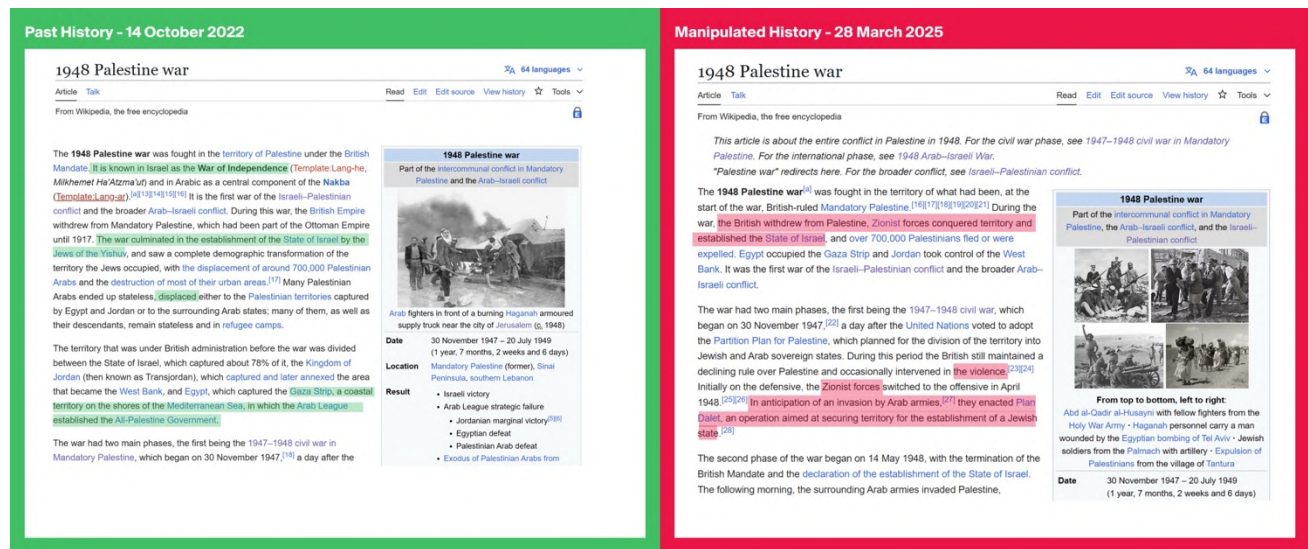 Past History - 14 October 2022
1948 Palestine war
64 languages
Article Talk
Read Edit Edit source View history Tools
From Wikipedia, the free encyclopedia
The 1948 Palestine war was fought in the territory of Palestine under the British
Mandate. It is known in Israel as the War of Independence (Template:Lang-he,
Milkhemet Ha'Atzma'ut) and in Arabic as a central component of the Nakba
(Template:Lang-ar).[a][13][14][15][16] It is the first war of the Israeli–Palestinian
conflict and the broader Arab–Israeli conflict. During this war, the British Empire
withdrew from Mandatory Palestine, which had been part of the Ottoman Empire
until 1917. The war culminated in the establishment of the State of Israel by the
Jews of the Yishuv, and saw a complete demographic transformation of the
territory the Jews occupied, with the displacement of around 700,000 Palestinian
Arabs and the destruction of most of their urban areas.[17] Many Palestinian
Arabs ended up stateless, displaced either to the Palestinian territories captured
by Egypt and Jordan or to the surrounding Arab states; many of them, as well as
their descendants, remain stateless and in refugee camps.
The territory that was under British administration before the war was divided
between the State of Israel, which captured about 78% of it, the Kingdom of
Jordan (then known as Transjordan), which captured and later annexed the area
that became the West Bank, and Egypt, which captured the Gaza Strip, a coastal
territory on the shores of the Mediterranean Sea, in which the Arab League
established the All-Palestine Government.
The war had two main phases, the first being the 1947–1948 civil war in
Mandatory Palestine, which began on 30 November 1947,[18] a day after the
1948 Palestine war
Part of the intercommunal conflict in Mandatory
Palestine and the Arab–Israeli conflict
Arab fighters in front of a burning Haganah armoured
supply truck near the city of Jerusalem (c. 1948)
Date 30 November 1947 – 20 July 1949
(1 year, 7 months, 2 weeks and 6 days)
Location Mandatory Palestine (former), Sinai
Peninsula, southern Lebanon
Result • Israeli victory
• Arab League strategic failure
• Jordanian marginal victory[5][6]
• Egyptian defeat
• Palestinian Arab defeat
• Exodus of Palestinian Arabs from
Manipulated History - 28 March 2025
1948 Palestine war
64 languages
Article Talk
Read Edit Edit source View history Tools
From Wikipedia, the free encyclopedia
This article is about the entire conflict in Palestine in 1948. For the civil war phase, see 1947–1948 civil war in Mandatory
Palestine. For the international phase, see 1948 Arab–Israeli War.
"Palestine war" redirects here. For the broader conflict, see Israeli–Palestinian conflict.
The 1948 Palestine war[a] was fought in the territory of what had been, at the
start of the war, British-ruled Mandatory Palestine.[16][17][18][19][20][21] During the
war, the British withdrew from Palestine, Zionist forces conquered territory and
established the State of Israel, and over 700,000 Palestinians fled or were
expelled. Egypt occupied the Gaza Strip and Jordan took control of the West
Bank. It was the first war of the Israeli–Palestinian conflict and the broader Arab–
Israeli conflict.
The war had two main phases, the first being the 1947–1948 civil war, which
began on 30 November 1947,[22] a day after the United Nations voted to adopt
the Partition Plan for Palestine, which planned for the division of the territory into
Jewish and Arab sovereign states. During this period the British still maintained a
declining rule over Palestine and occasionally intervened in the violence.[23][24]
Initially on the defensive, the Zionist forces switched to the offensive in April
1948.[25][26] In anticipation of an invasion by Arab armies,[27] they enacted Plan
Dalet, an operation aimed at securing territory for the establishment of a Jewish
state.[28]
The second phase of the war began on 14 May 1948, with the termination of the
British Mandate and the declaration of the establishment of the State of Israel.
The following morning, the surrounding Arab armies invaded Palestine,
1948 Palestine war
Part of the intercommunal conflict in Mandatory
Palestine, the Arab–Israeli conflict, and the Israeli–
Palestinian conflict
From top to bottom, left to right:
Abd al-Qadir al-Husayni with fellow fighters from the
Holy War Army · Haganah personnel carry a man
wounded by the Egyptian bombing of Tel Aviv · Jewish
soldiers from the Palmach with artillery · Expulsion of
Palestinians from the village of Tantura
Date 30 November 1947 – 20 July 1949
(1 year, 7 months, 2 weeks and 6 days)